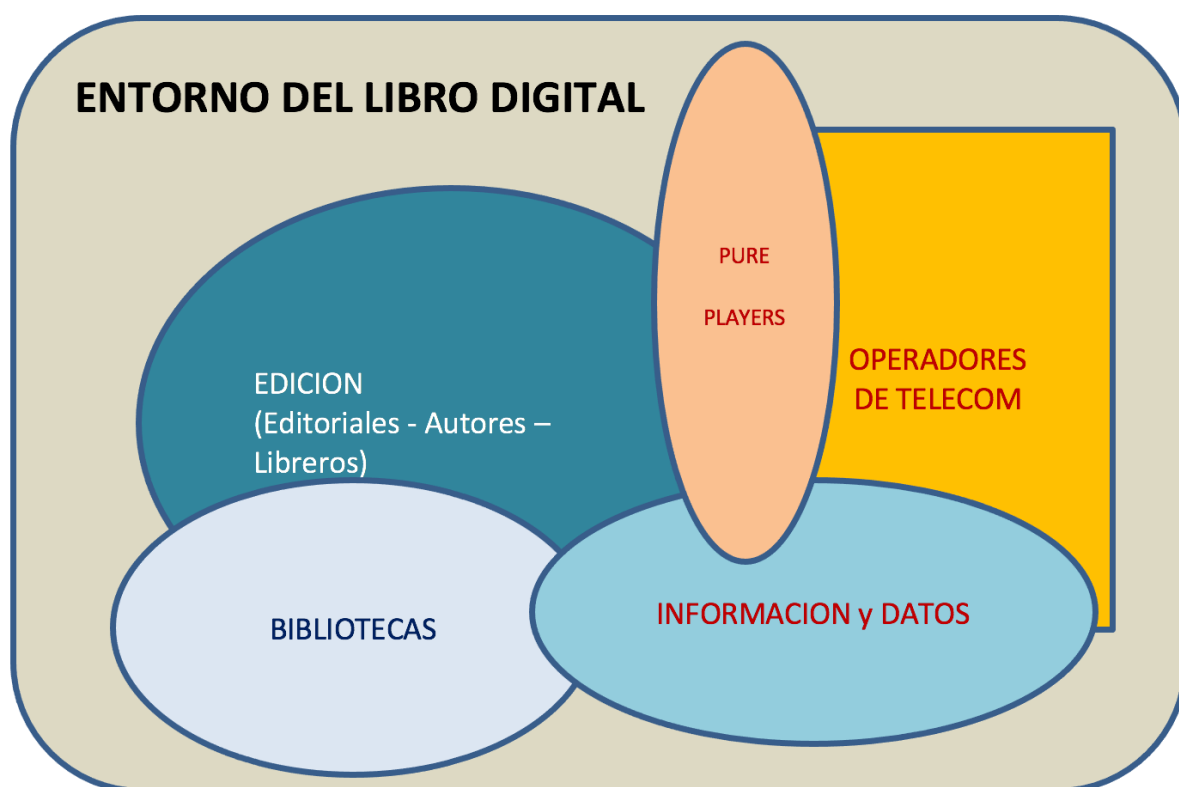 ENTORNO DEL LIBRO DIGITAL
PURE
PLAYERS
OPERADORES
DE TELECOM
EDICION
(Editoriales - Autores –
Libreros)
BIBLIOTECAS
INFORMACION y DATOS